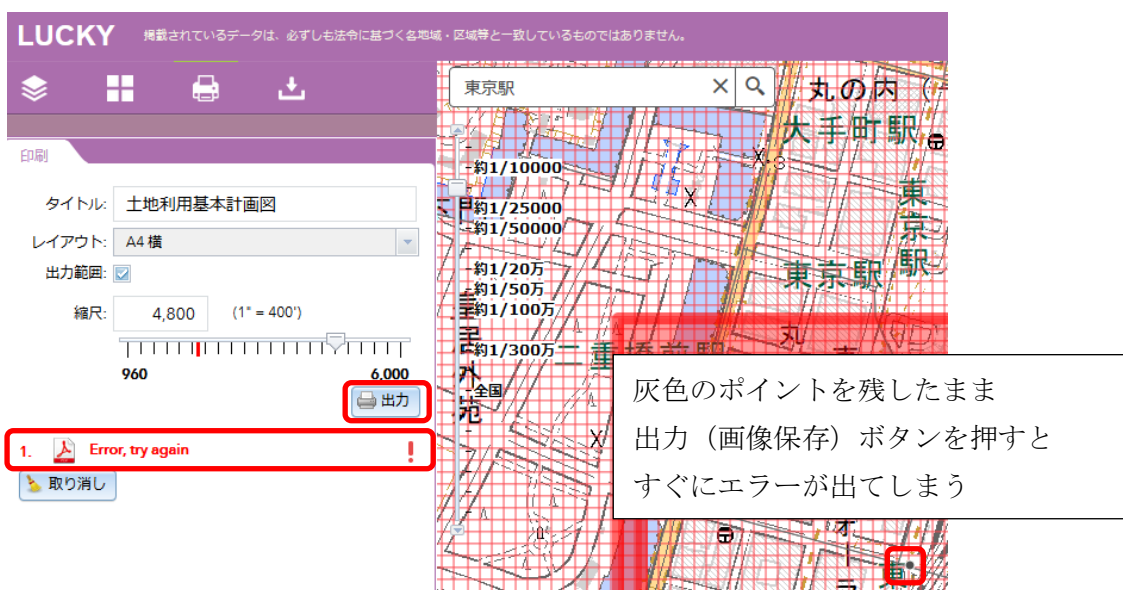 LUCKY 掲載されているデータは、必ずしも法令に基づく各地域・区域等と一致しているものではありません。
東京駅
印刷
タイトル: 土地利用基本計画図
レイアウト: A4 横
出力範囲:
縮尺: 4,800 (1" = 400')
960 6,000
出力
1. Error, try again !
取り消し
約1/10000
約1/25000
約1/50000
約1/20万
約1/50万
約1/100万
約1/300万
全国
丸の内（
大手町駅
東京駅
東京駅
二重橋前駅
皇居外苑
丸
灰色のポイントを残したまま
出力（画像保存）ボタンを押すと
すぐにエラーが出てしまう
オーラ
東